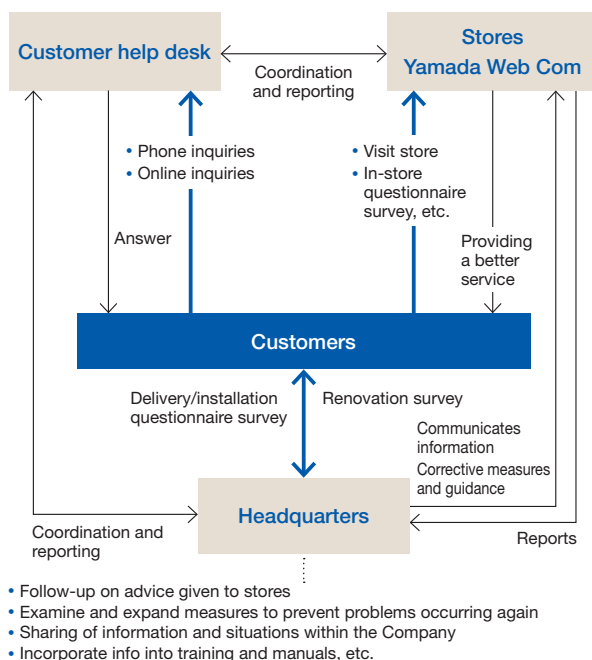 Customer help desk
Stores
Yamada Web Com
Coordination
and reporting
• Phone inquiries
• Online inquiries
• Visit store
• In-store
questionnaire
survey, etc.
Answer
Providing
a better
service
Customers
Delivery/installation
questionnaire survey
Renovation survey
Communicates
information
Corrective measures
and guidance
Headquarters
Coordination and
reporting
Reports
• Follow-up on advice given to stores
• Examine and expand measures to prevent problems occurring again
• Sharing of information and situations within the Company
• Incorporate info into training and manuals, etc.